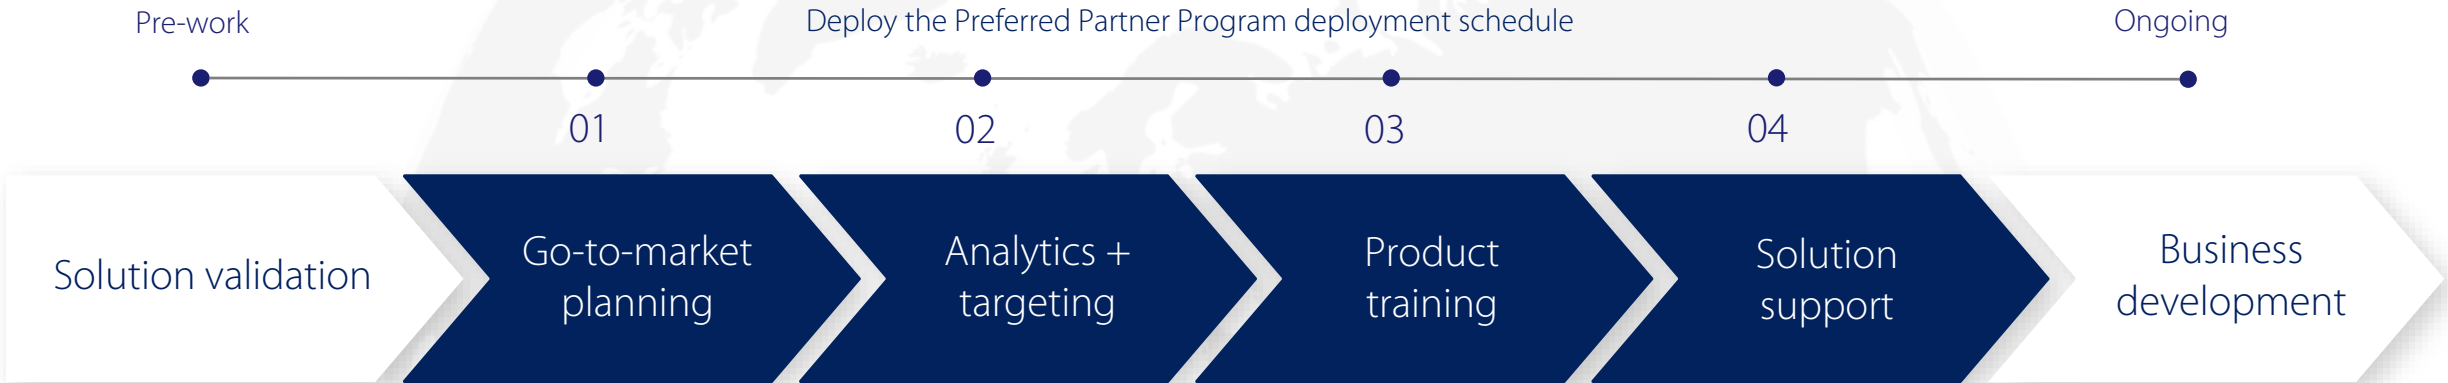 Pre-work
Deploy the Preferred Partner Program deployment schedule
Ongoing
01
02
03
04
Solution validation
Go-to-market
planning
Analytics +
targeting
Product
training
Solution
support
Business
development